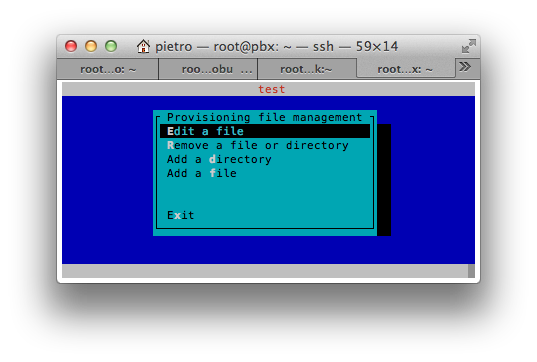 pietro — root@pbx: ~ — ssh — 59×14
root...o: ~
roo...obu ...
root...k:~
root...x: ~
test
Provisioning file management
Edit a file
Remove a file or directory
Add a directory
Add a file
Exit